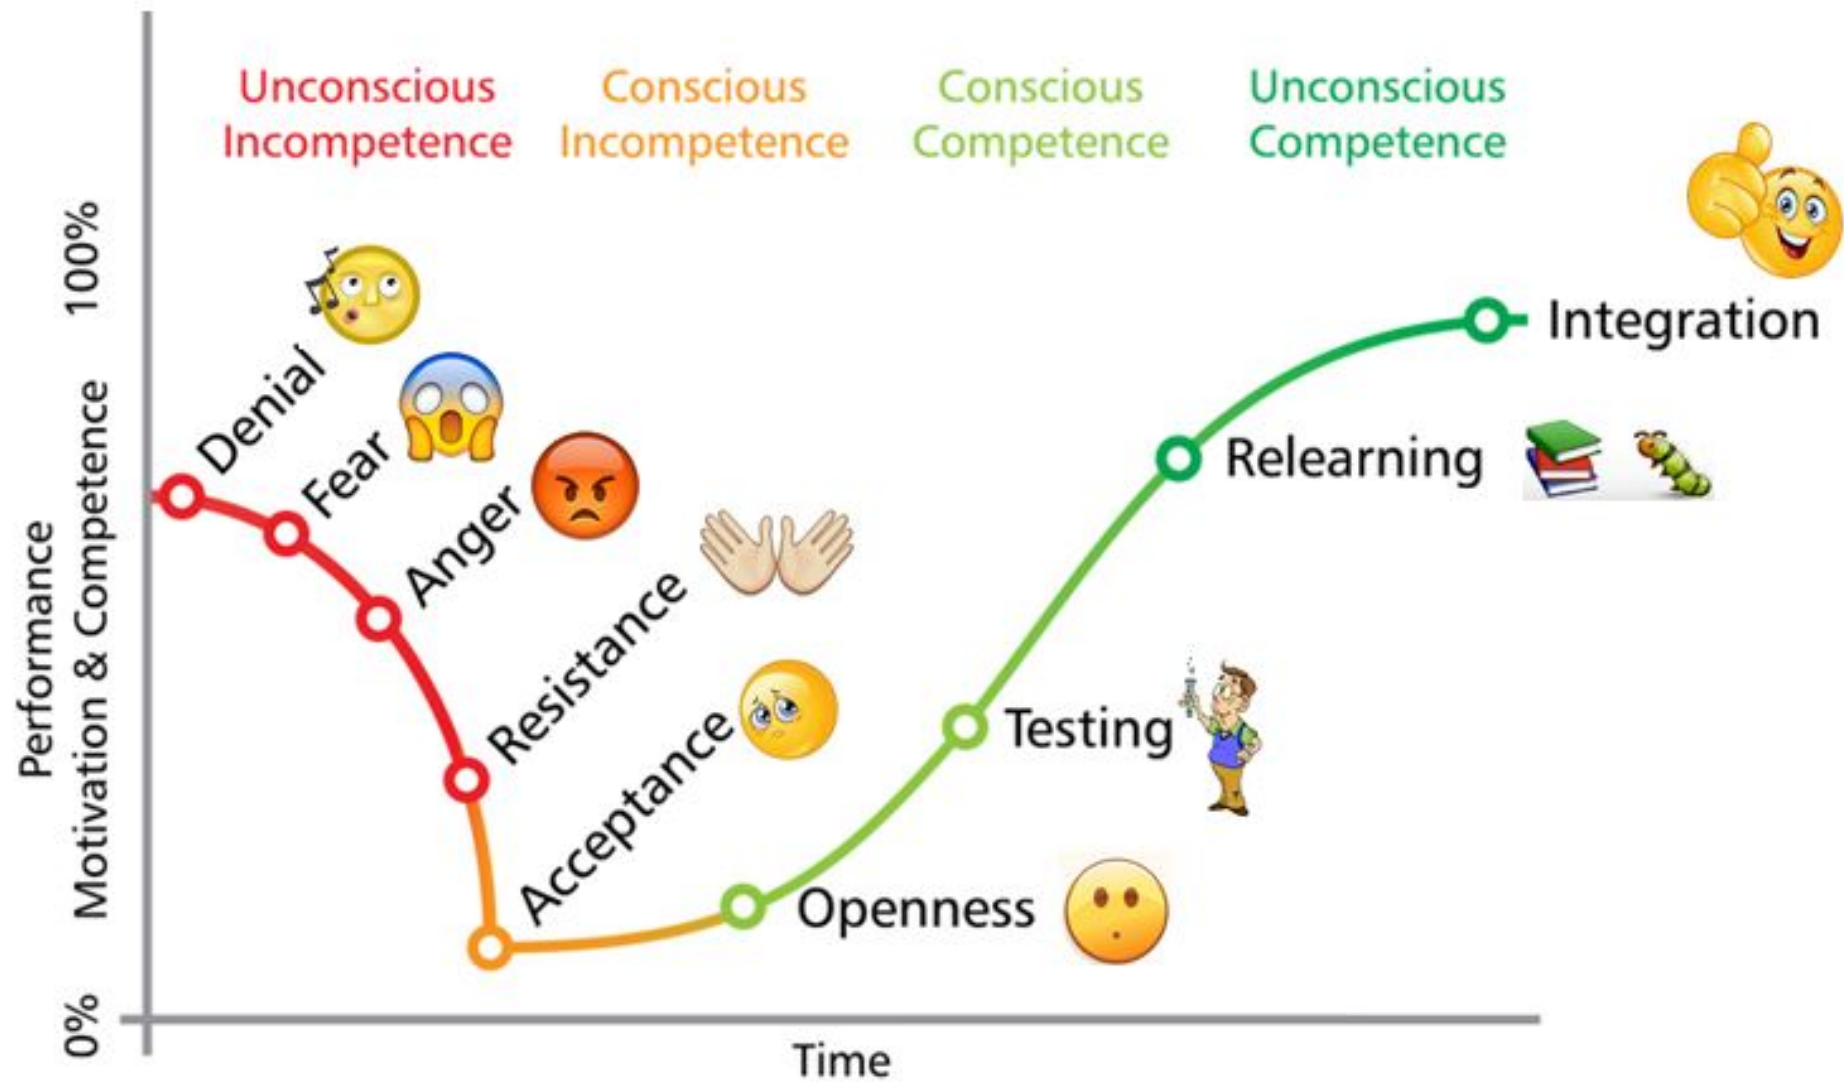 Unconscious
Incompetence
Conscious
Incompetence
Conscious
Competence
Unconscious
Competence
100%
Performance
Motivation & Competence
0%
Denial
Fear
Anger
Resistance
Acceptance
Openness
Testing
Relearning
Integration
Time